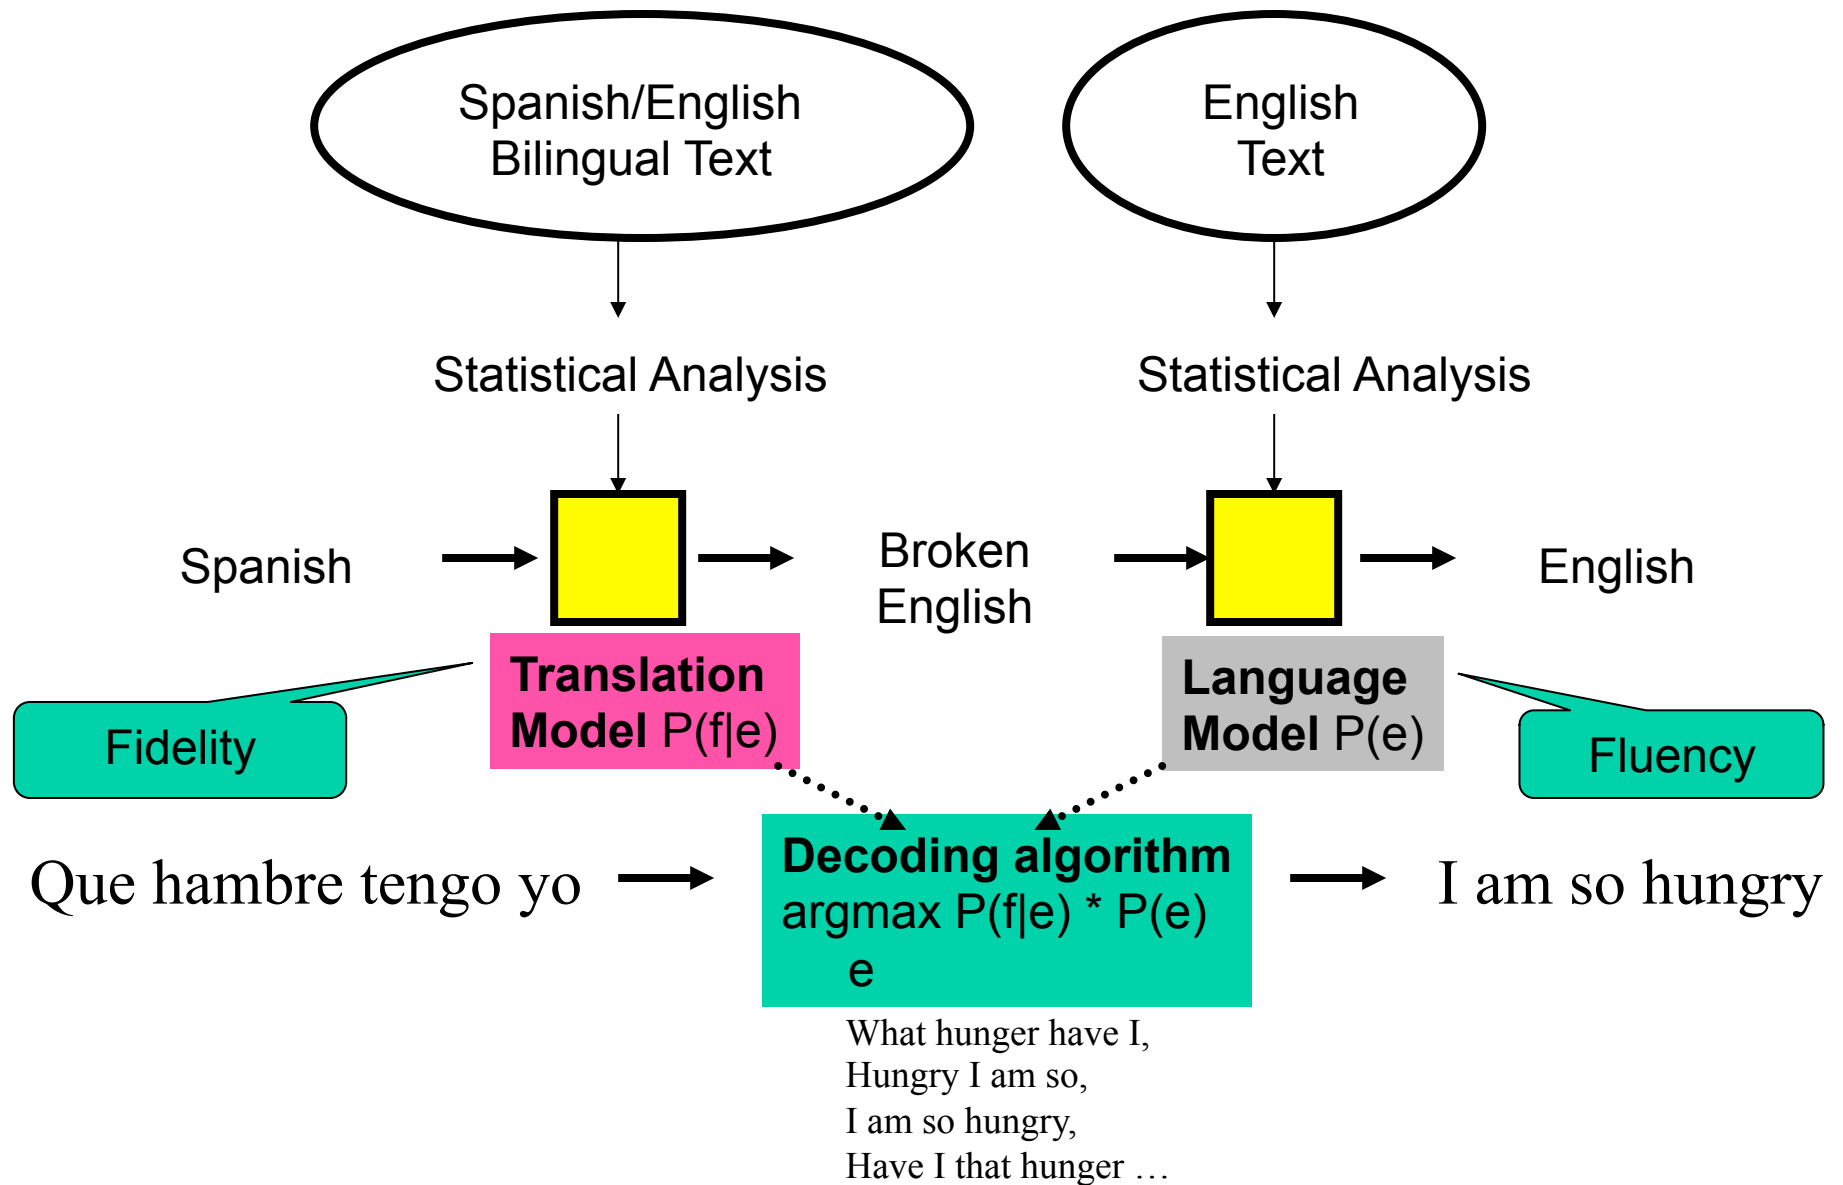 Spanish/English
Bilingual Text
English
Text
Statistical Analysis
Statistical Analysis
Spanish
Broken
English
English
Translation
Model P(f|e)
Language
Model P(e)
Fidelity
Fluency
Que hambre tengo yo
Decoding algorithm
argmax P(f|e) * P(e)
e
I am so hungry
What hunger have I,
Hungry I am so,
I am so hungry,
Have I that hunger …